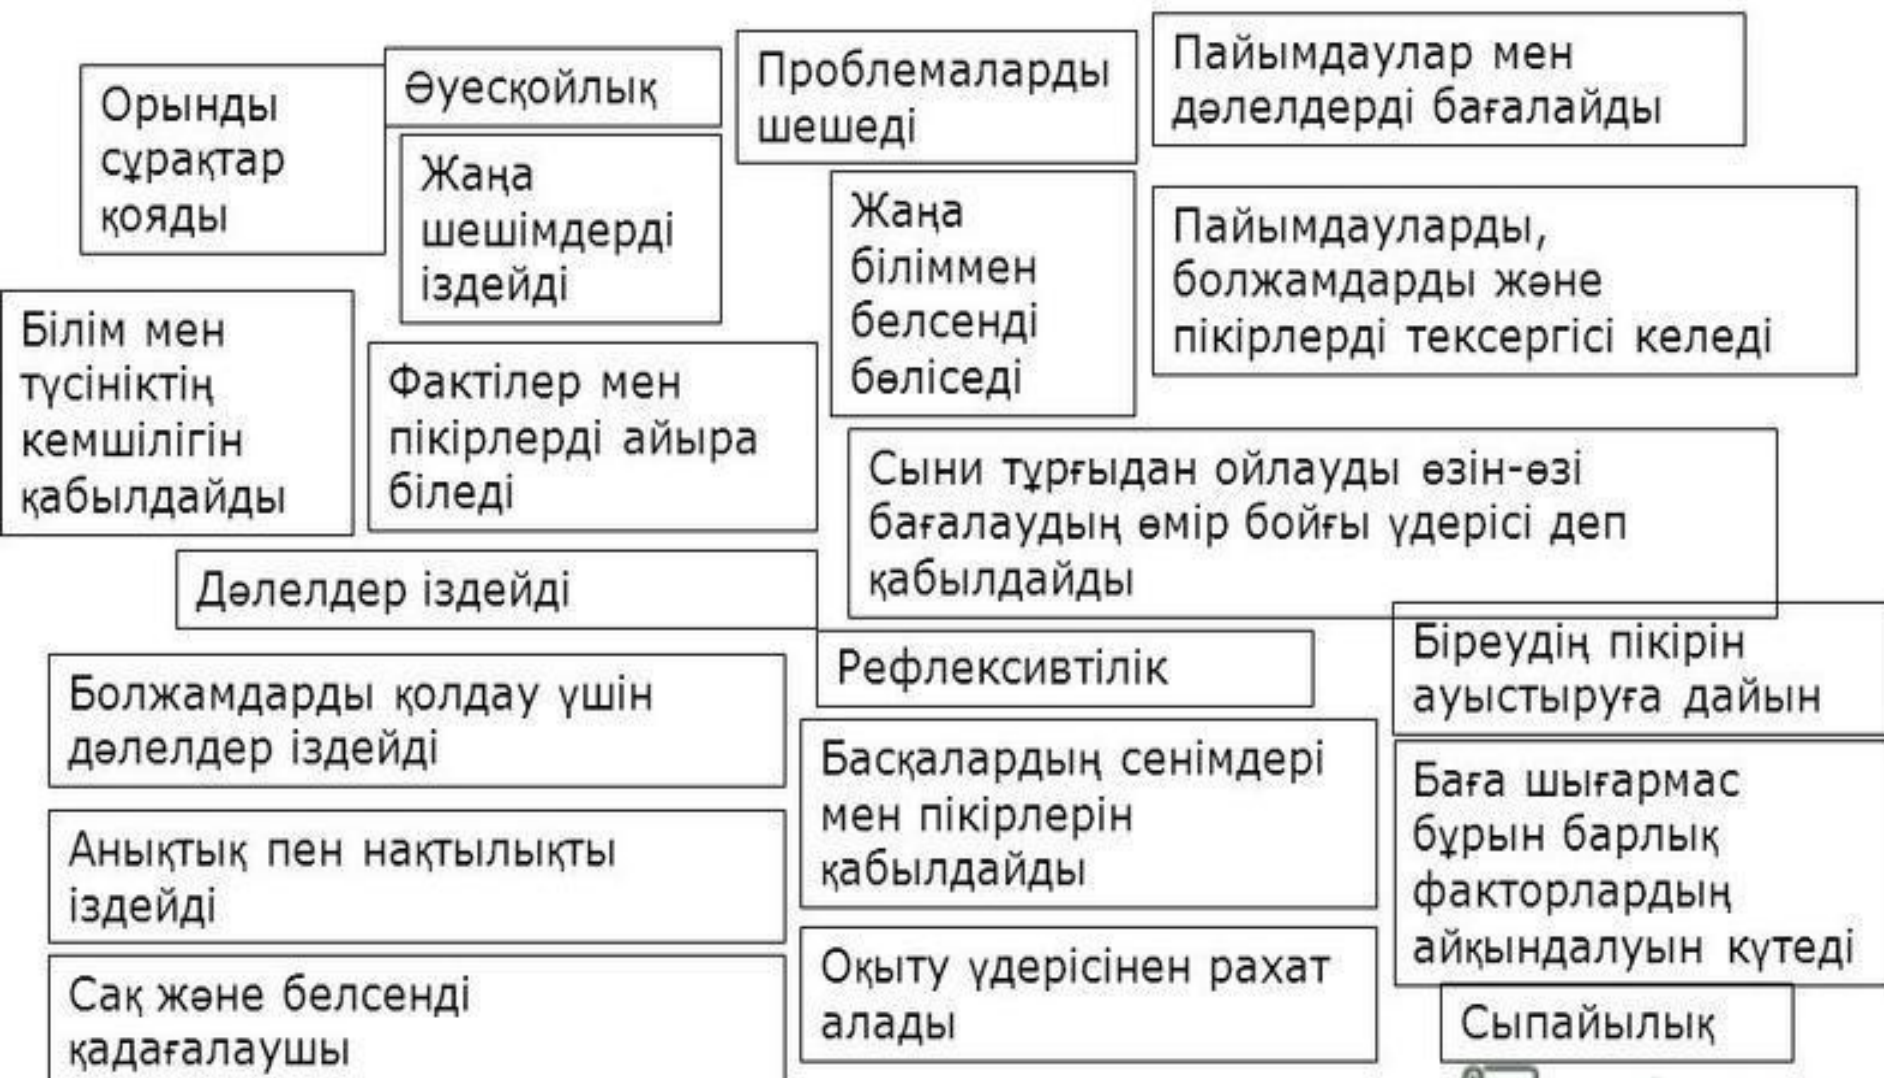 Орынды
сұрақтар
қояды
Әуесқойлық
Проблемаларды
шешеді
Пайымдаулар мен
дәлелдерді бағалайды
Жаңа
шешімдерді
іздейді
Жаңа
біліммен
белсенді
бөліседі
Пайымдауларды,
болжамдарды және
пікірлерді тексергісі келеді
Білім мен
түсініктің
кемшілігін
қабылдайды
Фактілер мен
пікірлерді айыра
біледі
Сыни тұрғыдан ойлауды өзін-өзі
бағалаудың өмір бойғы үдерісі деп
қабылдайды
Дәлелдер іздейді
Рефлексивтілік
Біреудің пікірін
ауыстыруға дайын
Болжамдарды қолдау үшін
дәлелдер іздейді
Басқалардың сенімдері
мен пікірлерін
қабылдайды
Баға шығармас
бұрын барлық
факторлардың
айқындалуын күтеді
Анықтық пен нақтылықты
іздейді
Сақ және белсенді
қадағалаушы
Оқыту үдерісінен рахат
алады
Сыпайылық